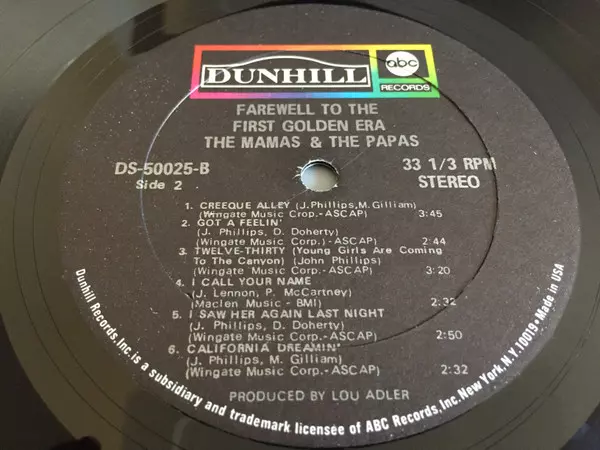 DUNHILL
abc
RECORDS
FAREWELL TO THE
FIRST GOLDEN ERA
THE MAMAS & THE PAPAS
DS-50025-B
Side 2
33 1/3 RPM
STEREO
1. CREEQUE ALLEY (J. Phillips, M. Gilliam)
(Wingate Music Crop.-ASCAP) 3:45
2. GOT A FEELIN'
(J. Phillips, D. Doherty)
(Wingate Music Corp.)-ASCAP) 2:44
3. TWELVE-THIRTY (Young Girls Are Coming
To The Canyon) (John Phillips)
(Wingate Music Corp.-ASCAP) 3:20
4. I CALL YOUR NAME
(J. Lennon, P. McCartney)
(Maclen Music - BMI) 2:32
5. I SAW HER AGAIN LAST NIGHT
(J. Phillips, D. Doherty)
(Wingate Music Corp.-ASCAP) 2:50
6. CALIFORNIA DREAMIN'
(J. Phillips, M. Gilliam)
(Wingate Music Corp.-ASCAP) 2:32
PRODUCED BY LOU ADLER
Dunhill Records, Inc. is a subsidiary and trademark licensee of ABC Records, Inc. New York, N.Y. 10019-Made in USA